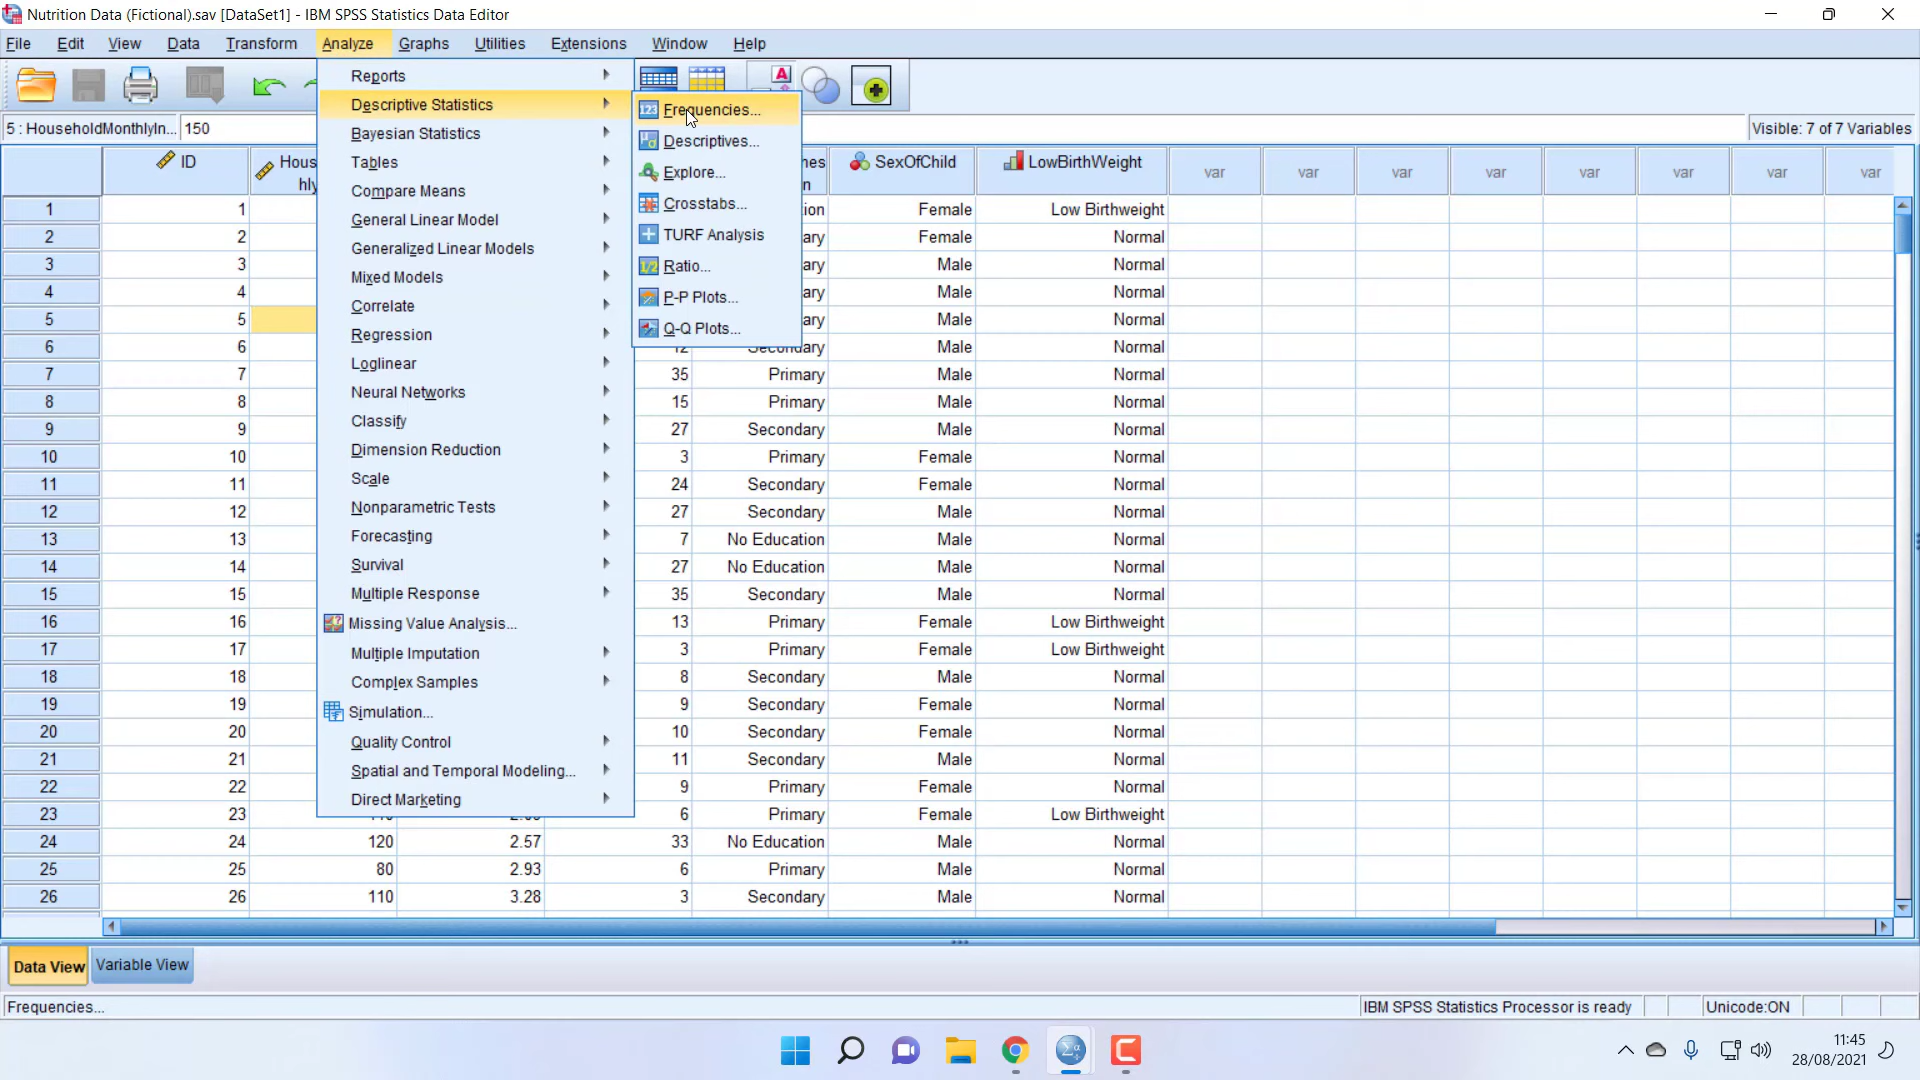 Nutrition Data (Fictional).sav [DataSet1] - IBM SPSS Statistics Data Editor
File Edit View Data Transform Analyze Graphs Utilities Extensions Window Help
5 : HouseholdMonthlyIn... 150 Visible: 7 of 7 Variables
Reports
Descriptive Statistics
Bayesian Statistics
Tables
Compare Means
General Linear Model
Generalized Linear Models
Mixed Models
Correlate
Regression
Loglinear
Neural Networks
Classify
Dimension Reduction
Scale
Nonparametric Tests
Forecasting
Survival
Multiple Response
Missing Value Analysis...
Multiple Imputation
Complex Samples
Simulation...
Quality Control
Spatial and Temporal Modeling...
Direct Marketing
Frequencies...
Descriptives...
Explore...
Crosstabs...
TURF Analysis
Ratio...
P-P Plots...
Q-Q Plots...
ID SexOfChild LowBirthWeight var var var var var var var var
1 1 Female Low Birthweight
2 2 Female Normal
3 3 Male Normal
4 4 Male Normal
5 5 Male Normal
6 6 12 Secondary Male Normal
7 7 35 Primary Male Normal
8 8 15 Primary Male Normal
9 9 27 Secondary Male Normal
10 10 3 Primary Female Normal
11 11 24 Secondary Female Normal
12 12 27 Secondary Male Normal
13 13 7 No Education Male Normal
14 14 27 No Education Male Normal
15 15 35 Secondary Male Normal
16 16 13 Primary Female Low Birthweight
17 17 3 Primary Female Low Birthweight
18 18 8 Secondary Male Normal
19 19 9 Secondary Female Normal
20 20 10 Secondary Female Normal
21 21 11 Secondary Male Normal
22 22 9 Primary Female Normal
23 23 6 Primary Female Low Birthweight
24 24 120 2.57 33 No Education Male Normal
25 25 80 2.93 6 Primary Male Normal
26 26 110 3.28 3 Secondary Male Normal
Data View Variable View
Frequencies... IBM SPSS Statistics Processor is ready Unicode:ON
11:45
28/08/2021